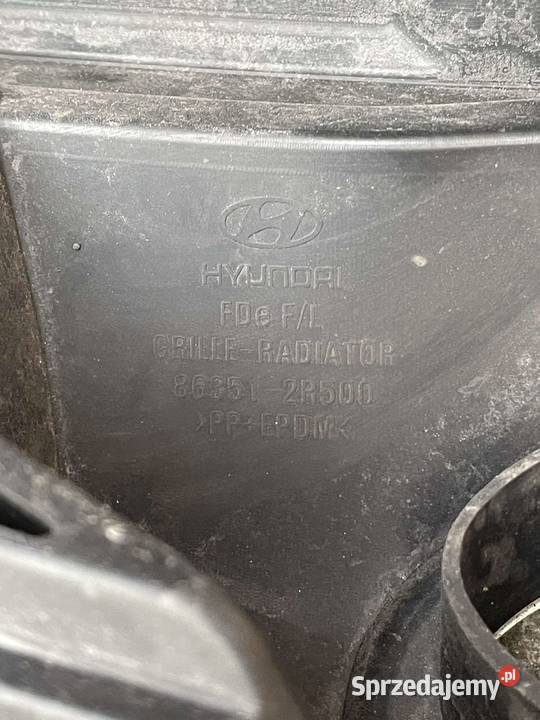 HYUNDAI
FDe F/L
GRILLE-RADIATOR
86351-2R500
>PP+EPDM<
Sprzedajemy.pl